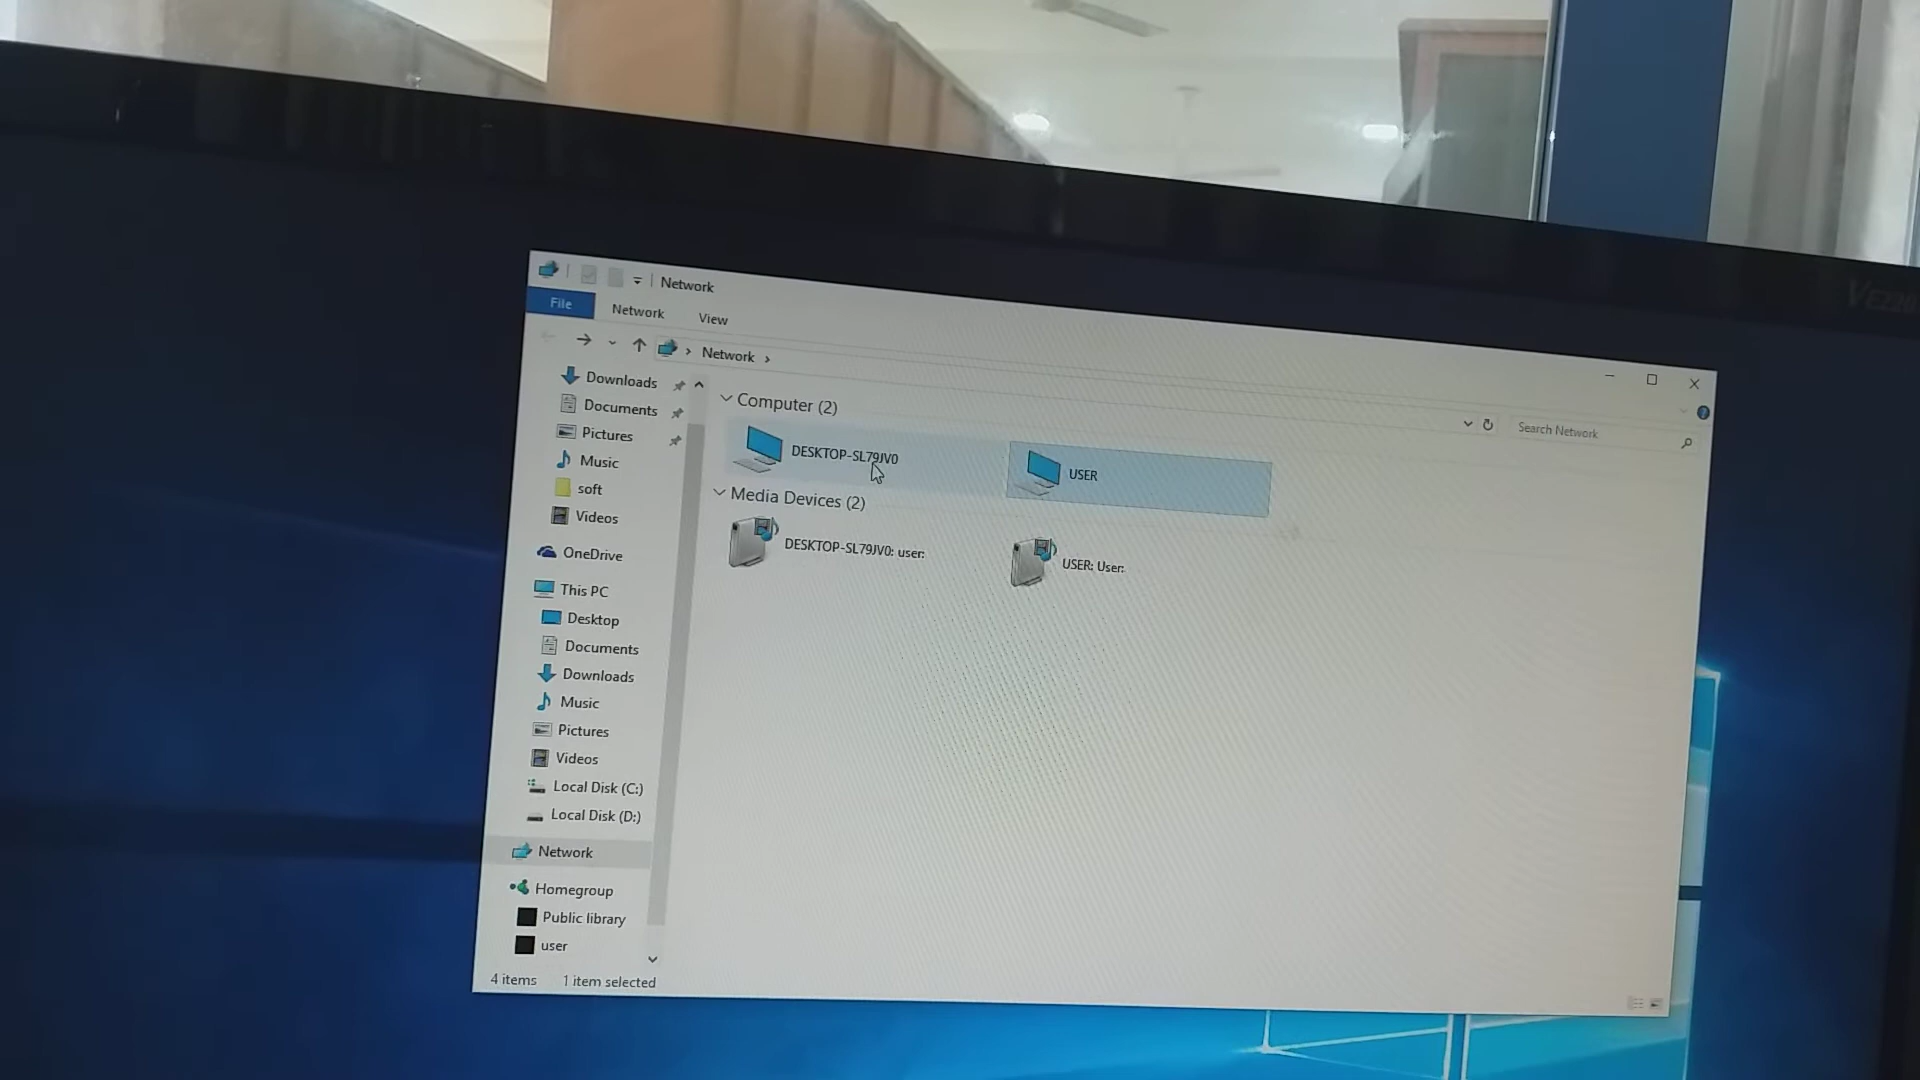 Network
File
Network
View
Network
Search Network
Downloads
Documents
Pictures
Music
soft
Videos
OneDrive
This PC
Desktop
Documents
Downloads
Music
Pictures
Videos
Local Disk (C:)
Local Disk (D:)
Network
Homegroup
Public library
user
Computer (2)
DESKTOP-SL79JV0
USER
Media Devices (2)
DESKTOP-SL79JV0: user:
USER: User:
4 items
1 item selected